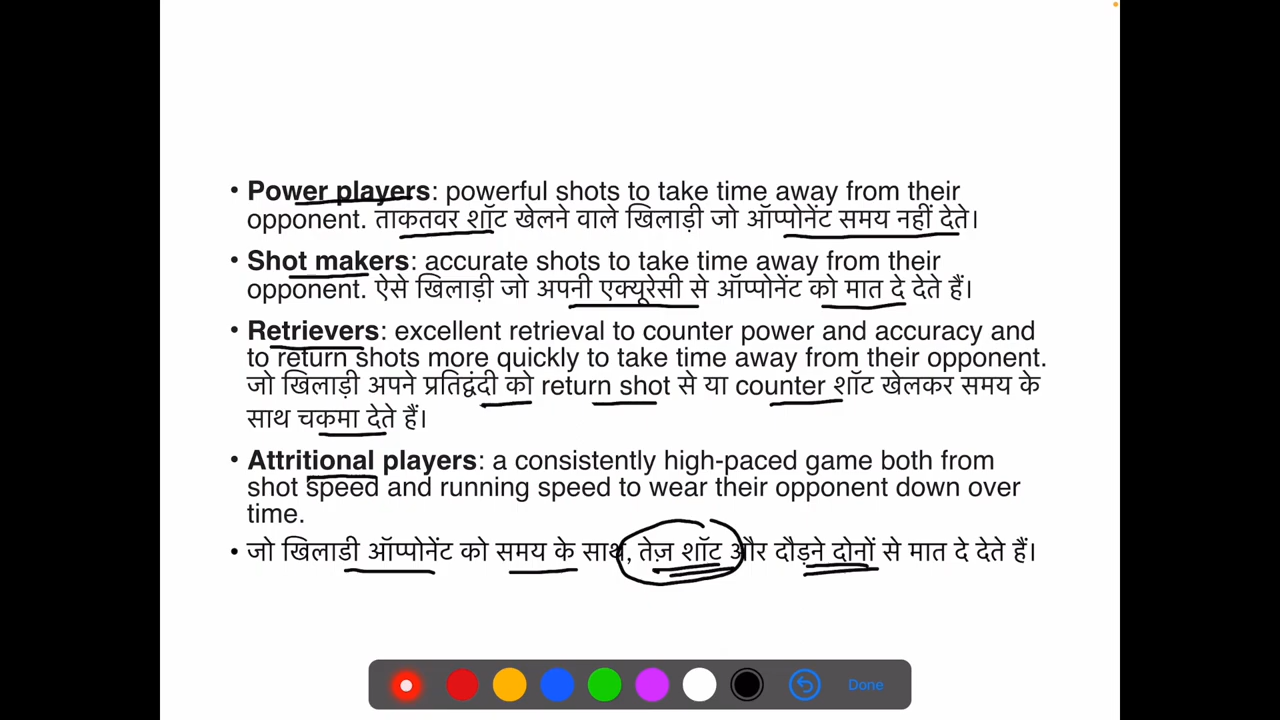 • Power players: powerful shots to take time away from their
opponent. ताकतवर शॉट खेलने वाले खिलाड़ी जो ऑप्पोनेंट समय नहीं देते।
• Shot makers: accurate shots to take time away from their
opponent. ऐसे खिलाड़ी जो अपनी एक्यूरेसी से ऑप्पोनेंट को मात दे देते हैं।
• Retrievers: excellent retrieval to counter power and accuracy and
to return shots more quickly to take time away from their opponent.
जो खिलाड़ी अपने प्रतिद्वंदी को return shot से या counter शॉट खेलकर समय के
साथ चकमा देते हैं।
• Attritional players: a consistently high-paced game both from
shot speed and running speed to wear their opponent down over
time.
• जो खिलाड़ी ऑप्पोनेंट को समय के साथ, तेज़ शॉट और दौड़ने दोनों से मात दे देते हैं।
Done